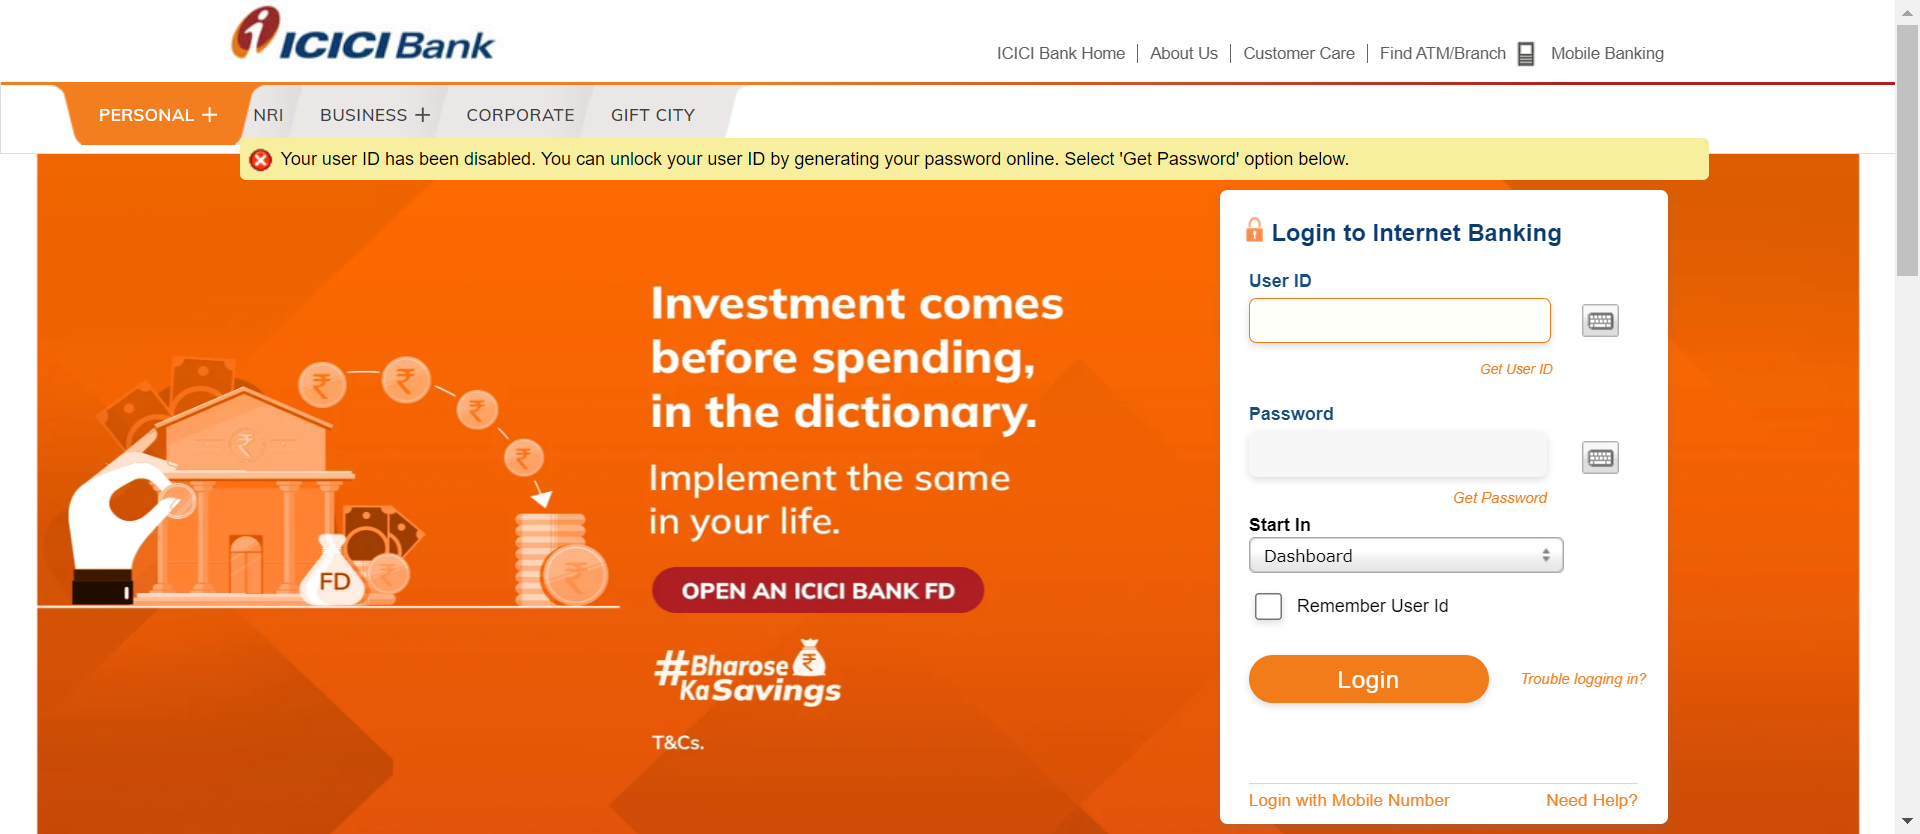 ICICI Bank
ICICI Bank Home
About Us
Customer Care
Find ATM/Branch
Mobile Banking
PERSONAL +
NRI
BUSINESS +
CORPORATE
GIFT CITY
Your user ID has been disabled. You can unlock your user ID by generating your password online. Select 'Get Password' option below.
Investment comes
before spending,
in the dictionary.
Implement the same
in your life.
FD
OPEN AN ICICI BANK FD
#Bharose
Ka Savings
T&Cs.
Login to Internet Banking
User ID
Get User ID
Password
Get Password
Start In
Dashboard
Remember User Id
Login
Trouble logging in?
Login with Mobile Number
Need Help?